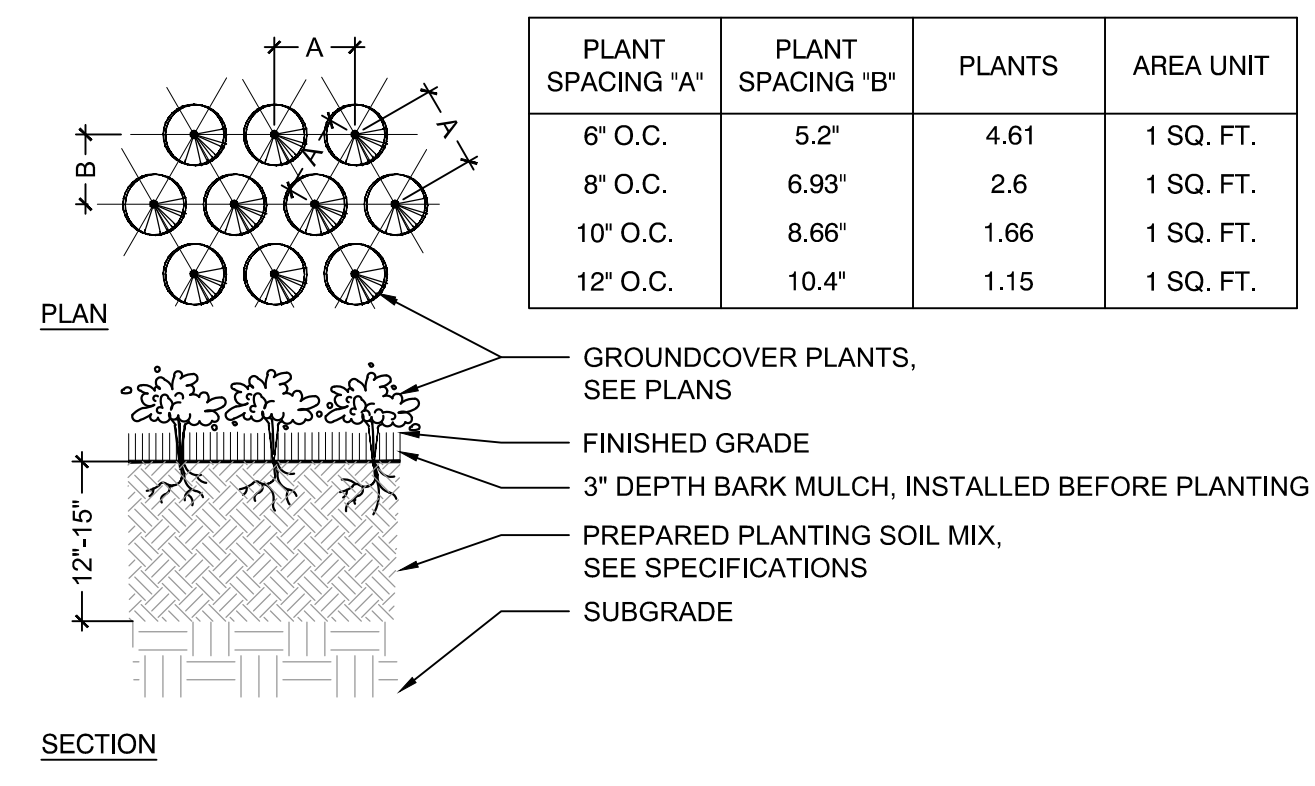 A
A
A
B
PLAN
PLANT SPACING "A"
PLANT SPACING "B"
PLANTS
AREA UNIT
6" O.C. 5.2" 4.61 1 SQ. FT.
8" O.C. 6.93" 2.6 1 SQ. FT.
10" O.C. 8.66" 1.66 1 SQ. FT.
12" O.C. 10.4" 1.15 1 SQ. FT.
GROUNDCOVER PLANTS,
SEE PLANS
FINISHED GRADE
3" DEPTH BARK MULCH, INSTALLED BEFORE PLANTING
PREPARED PLANTING SOIL MIX,
SEE SPECIFICATIONS
SUBGRADE
12"-15"
SECTION